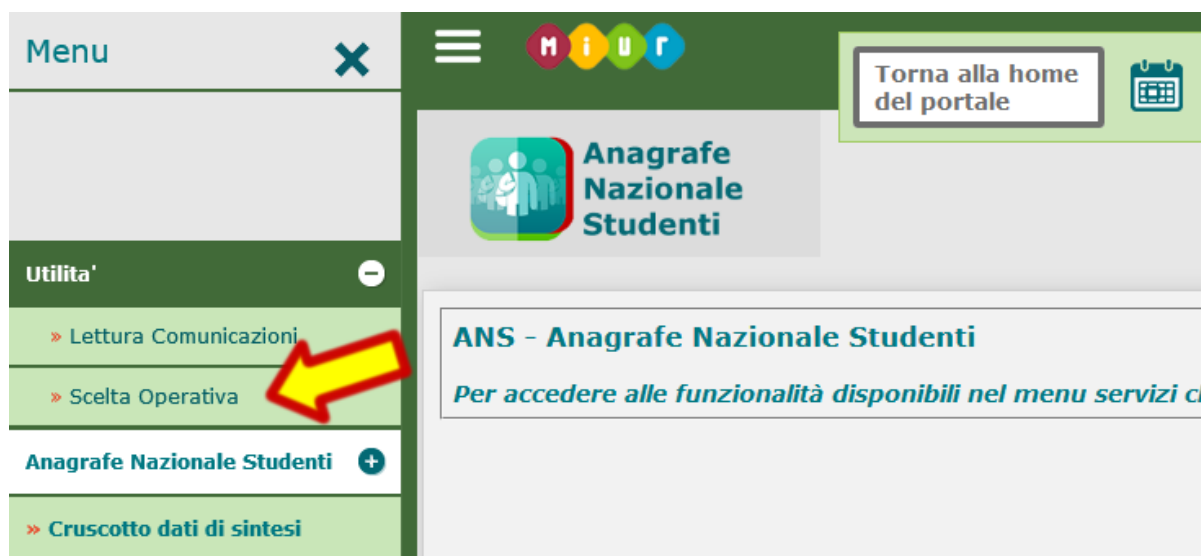 Menu
MIUR
Torna alla home
del portale
Anagrafe
Nazionale
Studenti
Utilita'
» Lettura Comunicazioni
» Scelta Operativa
Anagrafe Nazionale Studenti
» Cruscotto dati di sintesi
ANS - Anagrafe Nazionale Studenti
Per accedere alle funzionalità disponibili nel menu servizi